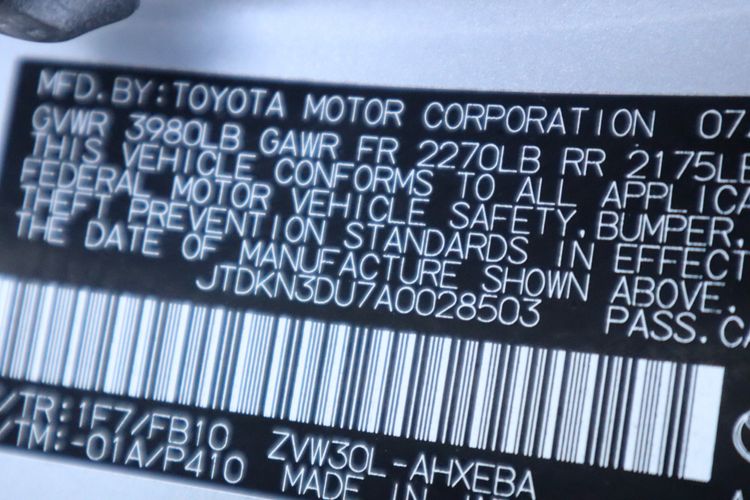 MFD. BY: TOYOTA MOTOR CORPORATION 07
GVWR 3980LB GAWR FR 2270LB RR 2175LB
THIS VEHICLE CONFORMS TO ALL APPLICA
FEDERAL MOTOR VEHICLE SAFETY, BUMPER,
THEFT PREVENTION STANDARDS IN EFFECT
THE DATE OF MANUFACTURE SHOWN ABOVE.
JTDKN3DU7A0028503 PASS.CA
/TR:1F7/FB10
/TM:-01A/P410 ZVW30L-AHXEBA
MADE IN